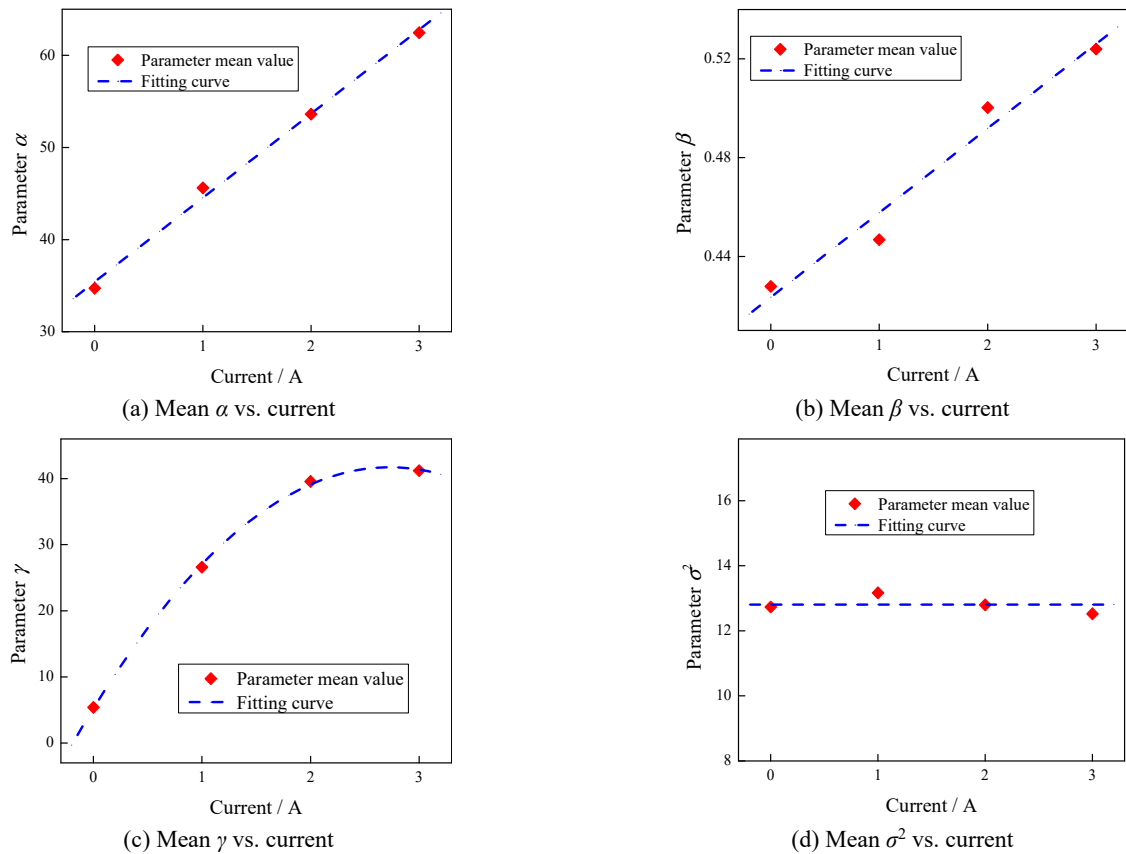 60
50
40
30
Parameter α
Parameter mean value
Fitting curve
0 1 2 3
Current / A
(a) Mean α vs. current
0.52
0.48
0.44
Parameter β
Parameter mean value
Fitting curve
0 1 2 3
Current / A
(b) Mean β vs. current
40
30
20
10
0
Parameter γ
Parameter mean value
Fitting curve
0 1 2 3
Current / A
(c) Mean γ vs. current
16
14
12
10
8
Parameter σ²
Parameter mean value
Fitting curve
0 1 2 3
Current / A
(d) Mean σ² vs. current